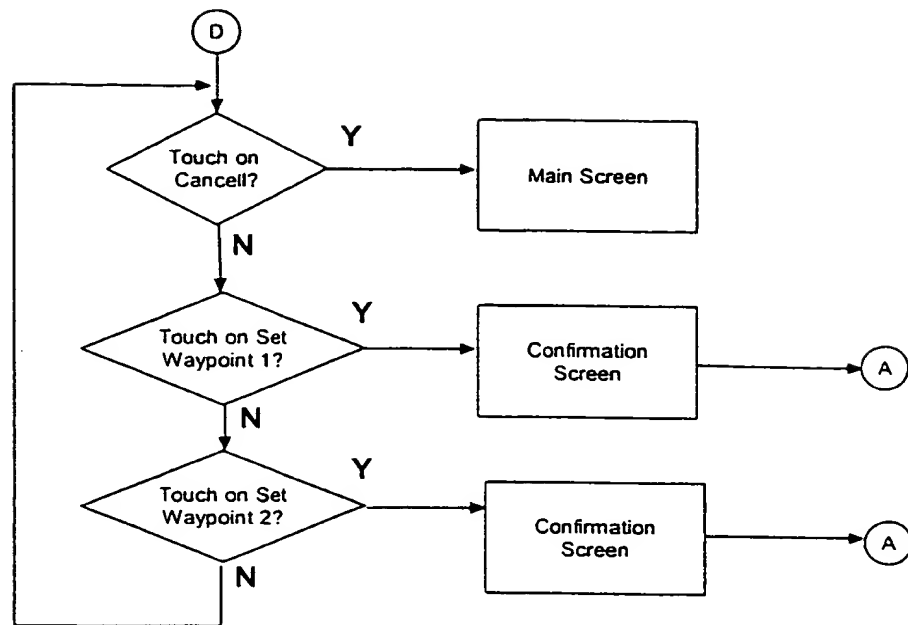 D
Touch on
Cancell?
Y
Main Screen
N
Touch on Set
Waypoint 1?
Y
Confirmation
Screen
A
N
Touch on Set
Waypoint 2?
Y
Confirmation
Screen
A
N